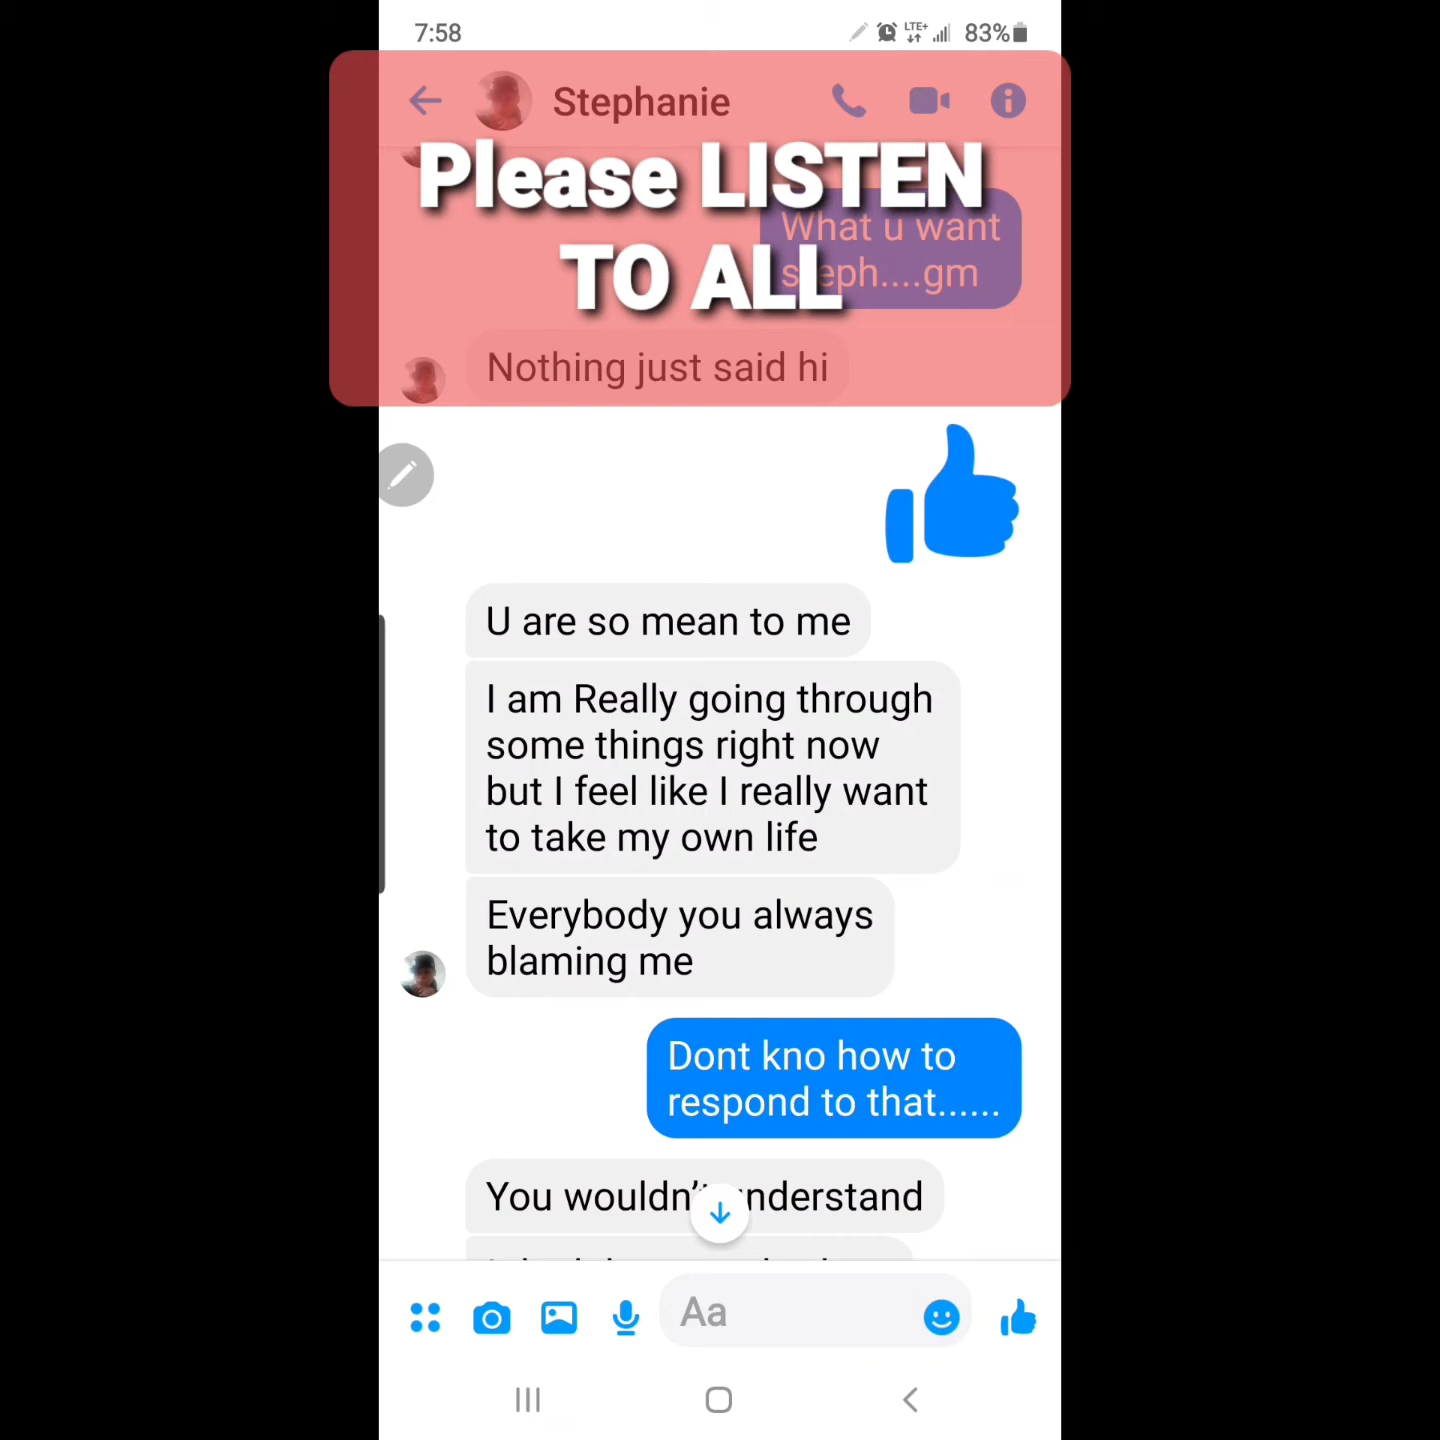 7:58
LTE+
83%
Stephanie
Please LISTEN
TO ALL
What u want
steph....gm
Nothing just said hi
U are so mean to me
I am Really going through
some things right now
but I feel like I really want
to take my own life
Everybody you always
blaming me
Dont kno how to
respond to that......
You wouldn't understand
Aa